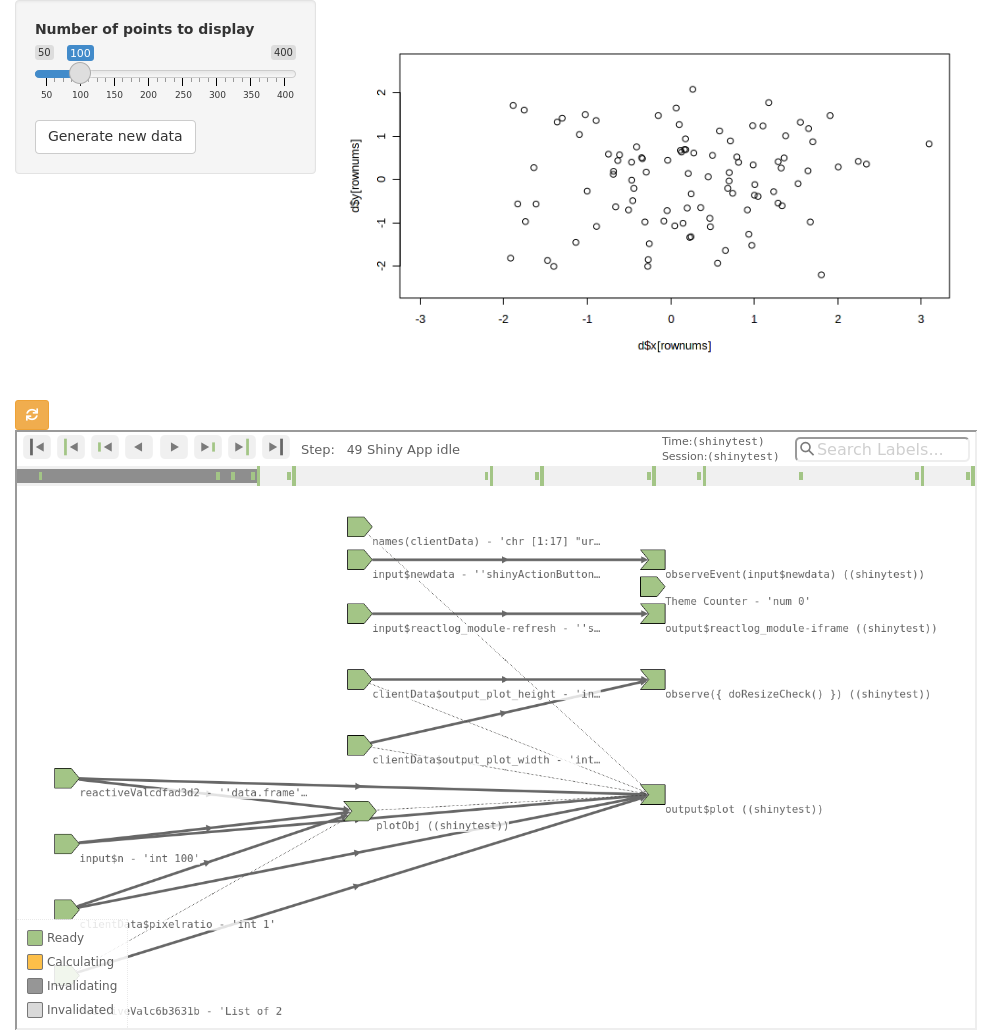 Number of points to display
50 100 400
50 100 150 200 250 300 350 400
Generate new data
2
1
0
-1
-2
d$y[rownums]
-3 -2 -1 0 1 2 3
d$x[rownums]
Step: 49 Shiny App idle
Time:(shinytest)
Session:(shinytest)
Search Labels...
names(clientData) - 'chr [1:17] "ur…
input$newdata - ''shinyActionButton…
observeEvent(input$newdata) ((shinytest))
Theme Counter - 'num 0'
input$reactlog_module-refresh - ''s…
output$reactlog_module-iframe ((shinytest))
clientData$output_plot_height - 'in…
observe({ doResizeCheck() }) ((shinytest))
clientData$output_plot_width - 'int…
reactiveValcdfad3d2 - ''data.frame'…
output$plot ((shinytest))
plotObj ((shinytest))
input$n - 'int 100'
clientData$pixelratio - 'int 1'
Ready
Calculating
Invalidating
Invalidated
veValc6b3631b - 'List of 2